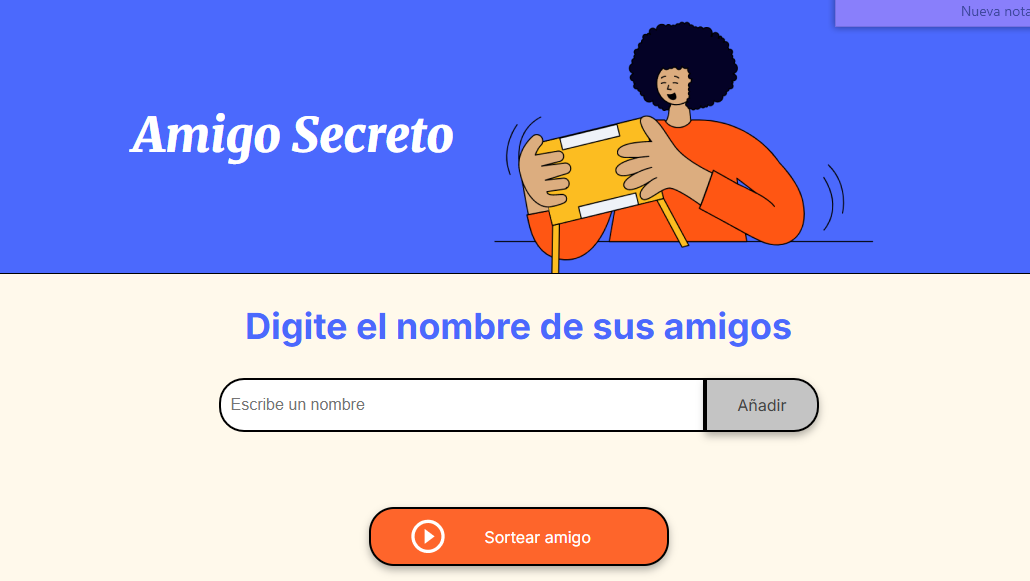 Nueva nota
Amigo Secreto
Digite el nombre de sus amigos
Escribe un nombre
Añadir
Sortear amigo